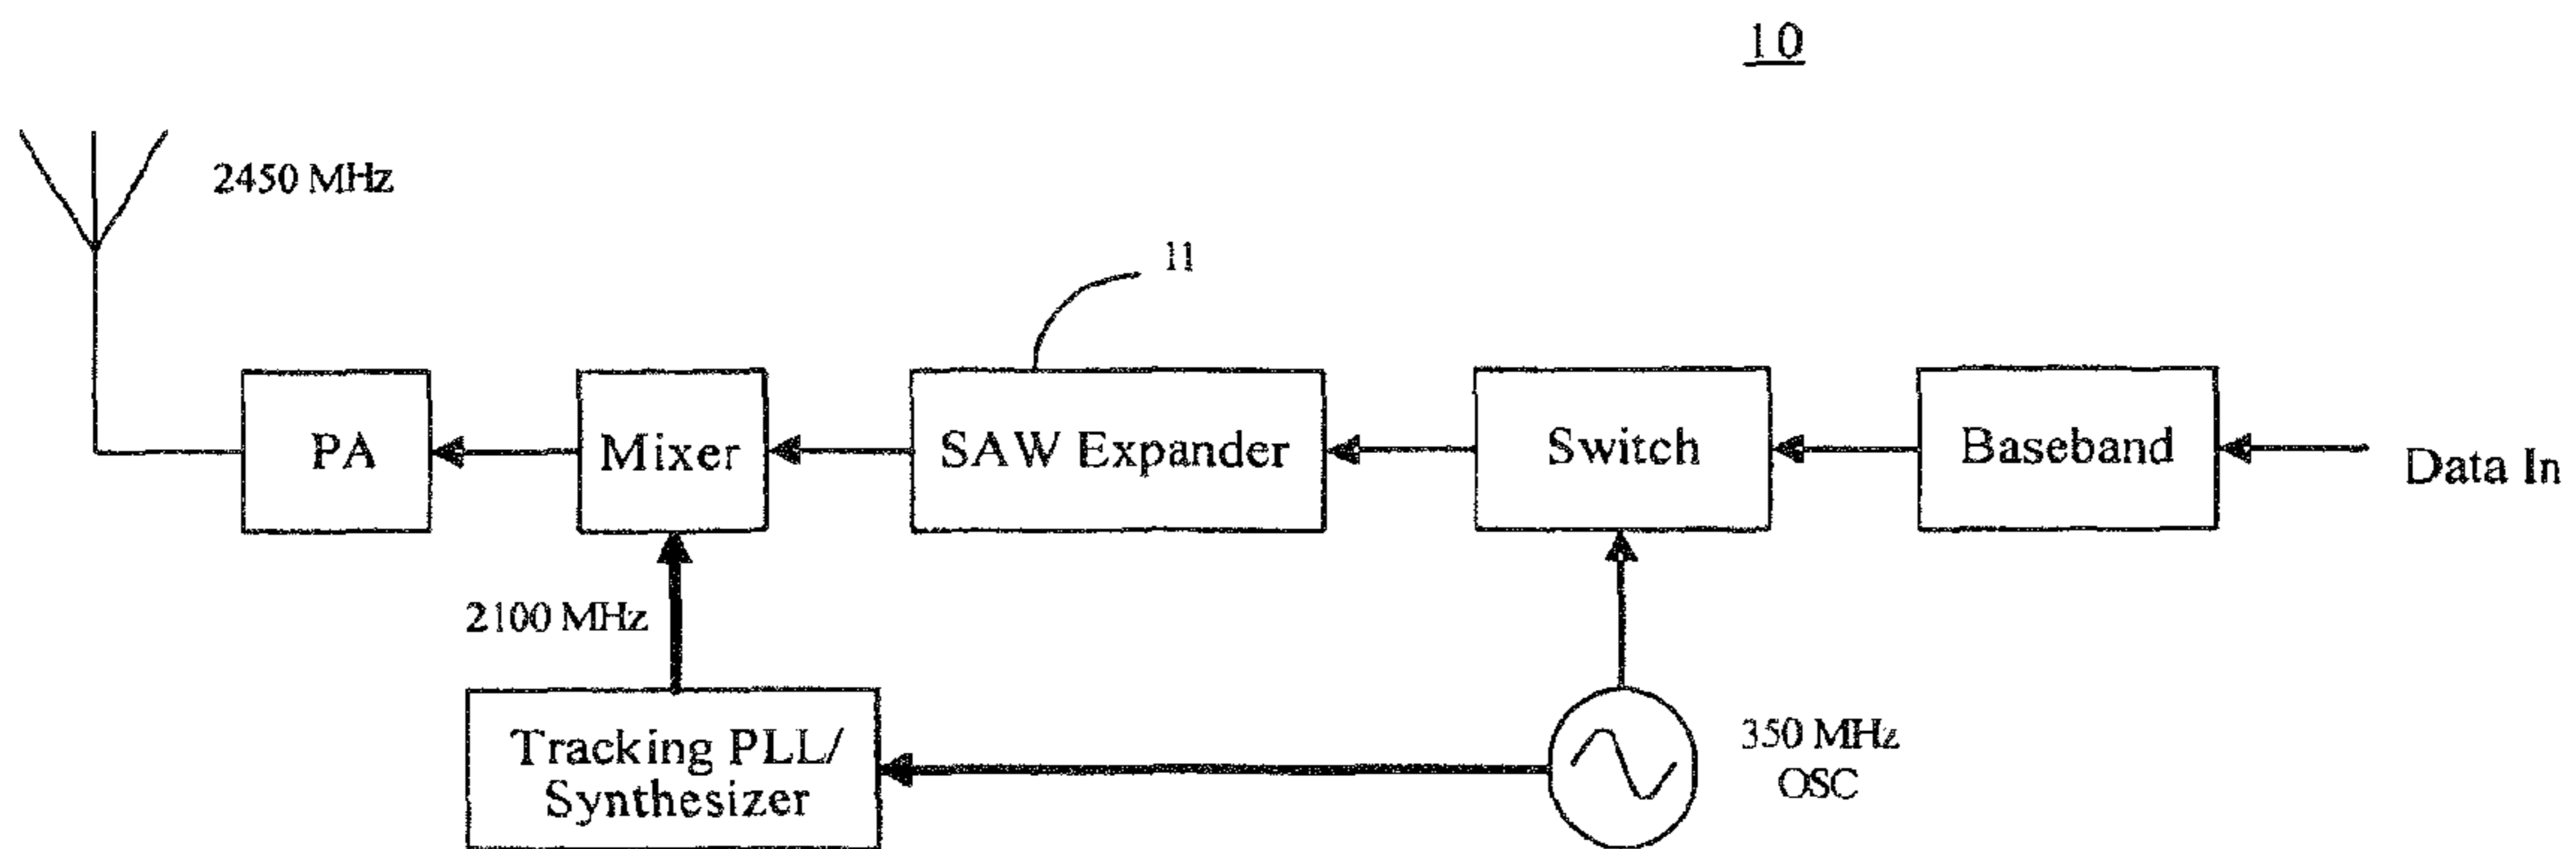 10
2450 MHz
11
PA
Mixer
SAW Expander
Switch
Baseband
Data In
2100 MHz
Tracking PLL/
Synthesizer
350 MHz
OSC